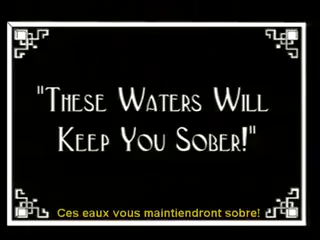 "These Waters Will
Keep You Sober!"
Ces eaux vous maintiendront sobre!